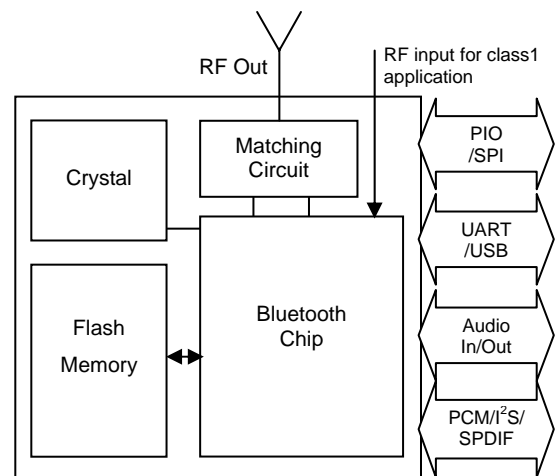 RF Out
RF input for class1
application
Crystal
Matching
Circuit
PIO
/SPI
UART
/USB
Flash
Memory
Bluetooth
Chip
Audio
In/Out
PCM/I²S/
SPDIF